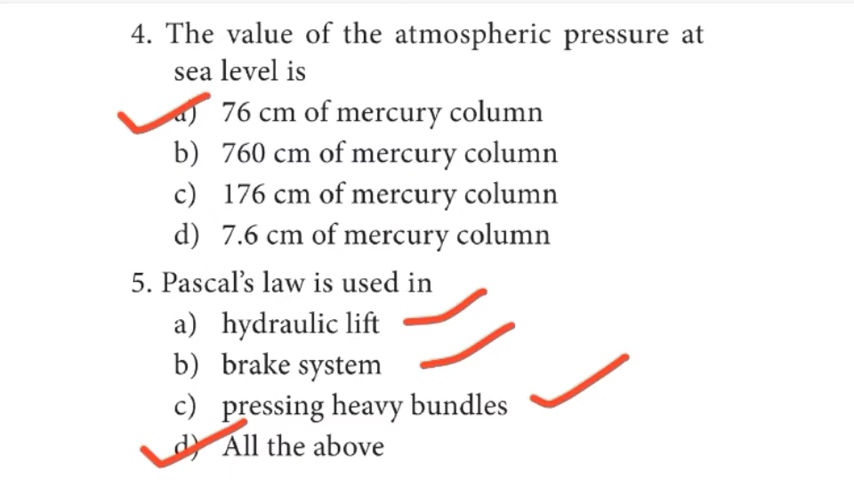 4. The value of the atmospheric pressure at
sea level is
a) 76 cm of mercury column
b) 760 cm of mercury column
c) 176 cm of mercury column
d) 7.6 cm of mercury column
5. Pascal’s law is used in
a) hydraulic lift
b) brake system
c) pressing heavy bundles
d) All the above